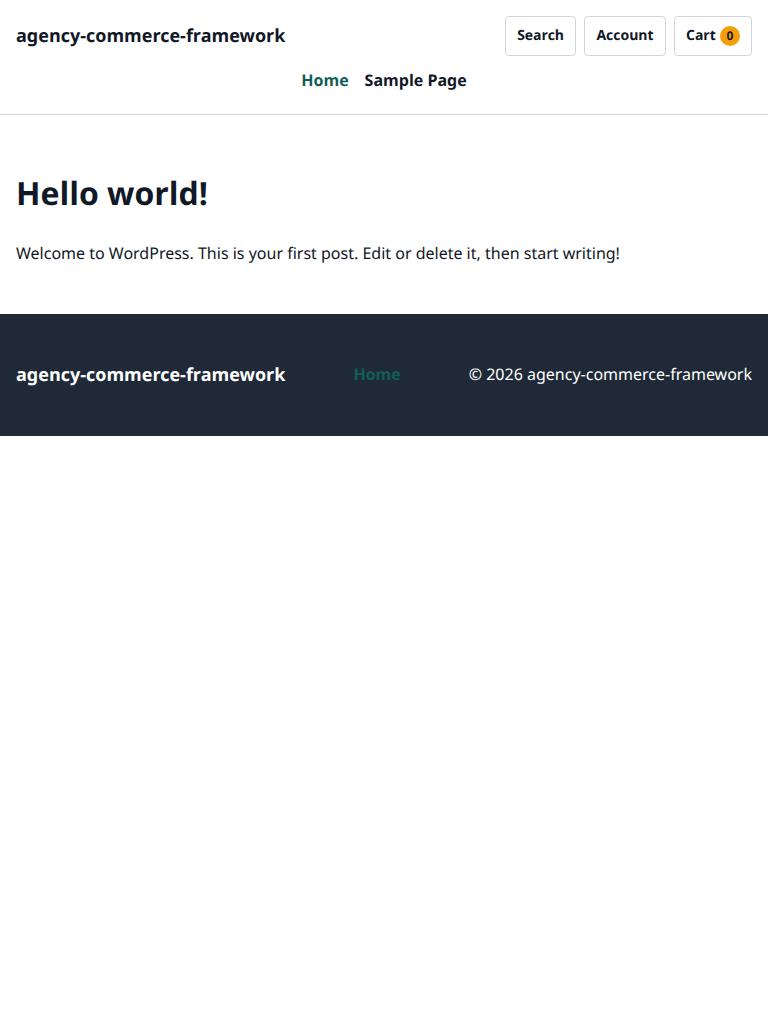 agency-commerce-framework Search Account Cart 0
Home Sample Page
Hello world!
Welcome to WordPress. This is your first post. Edit or delete it, then start writing!
agency-commerce-framework Home © 2026 agency-commerce-framework